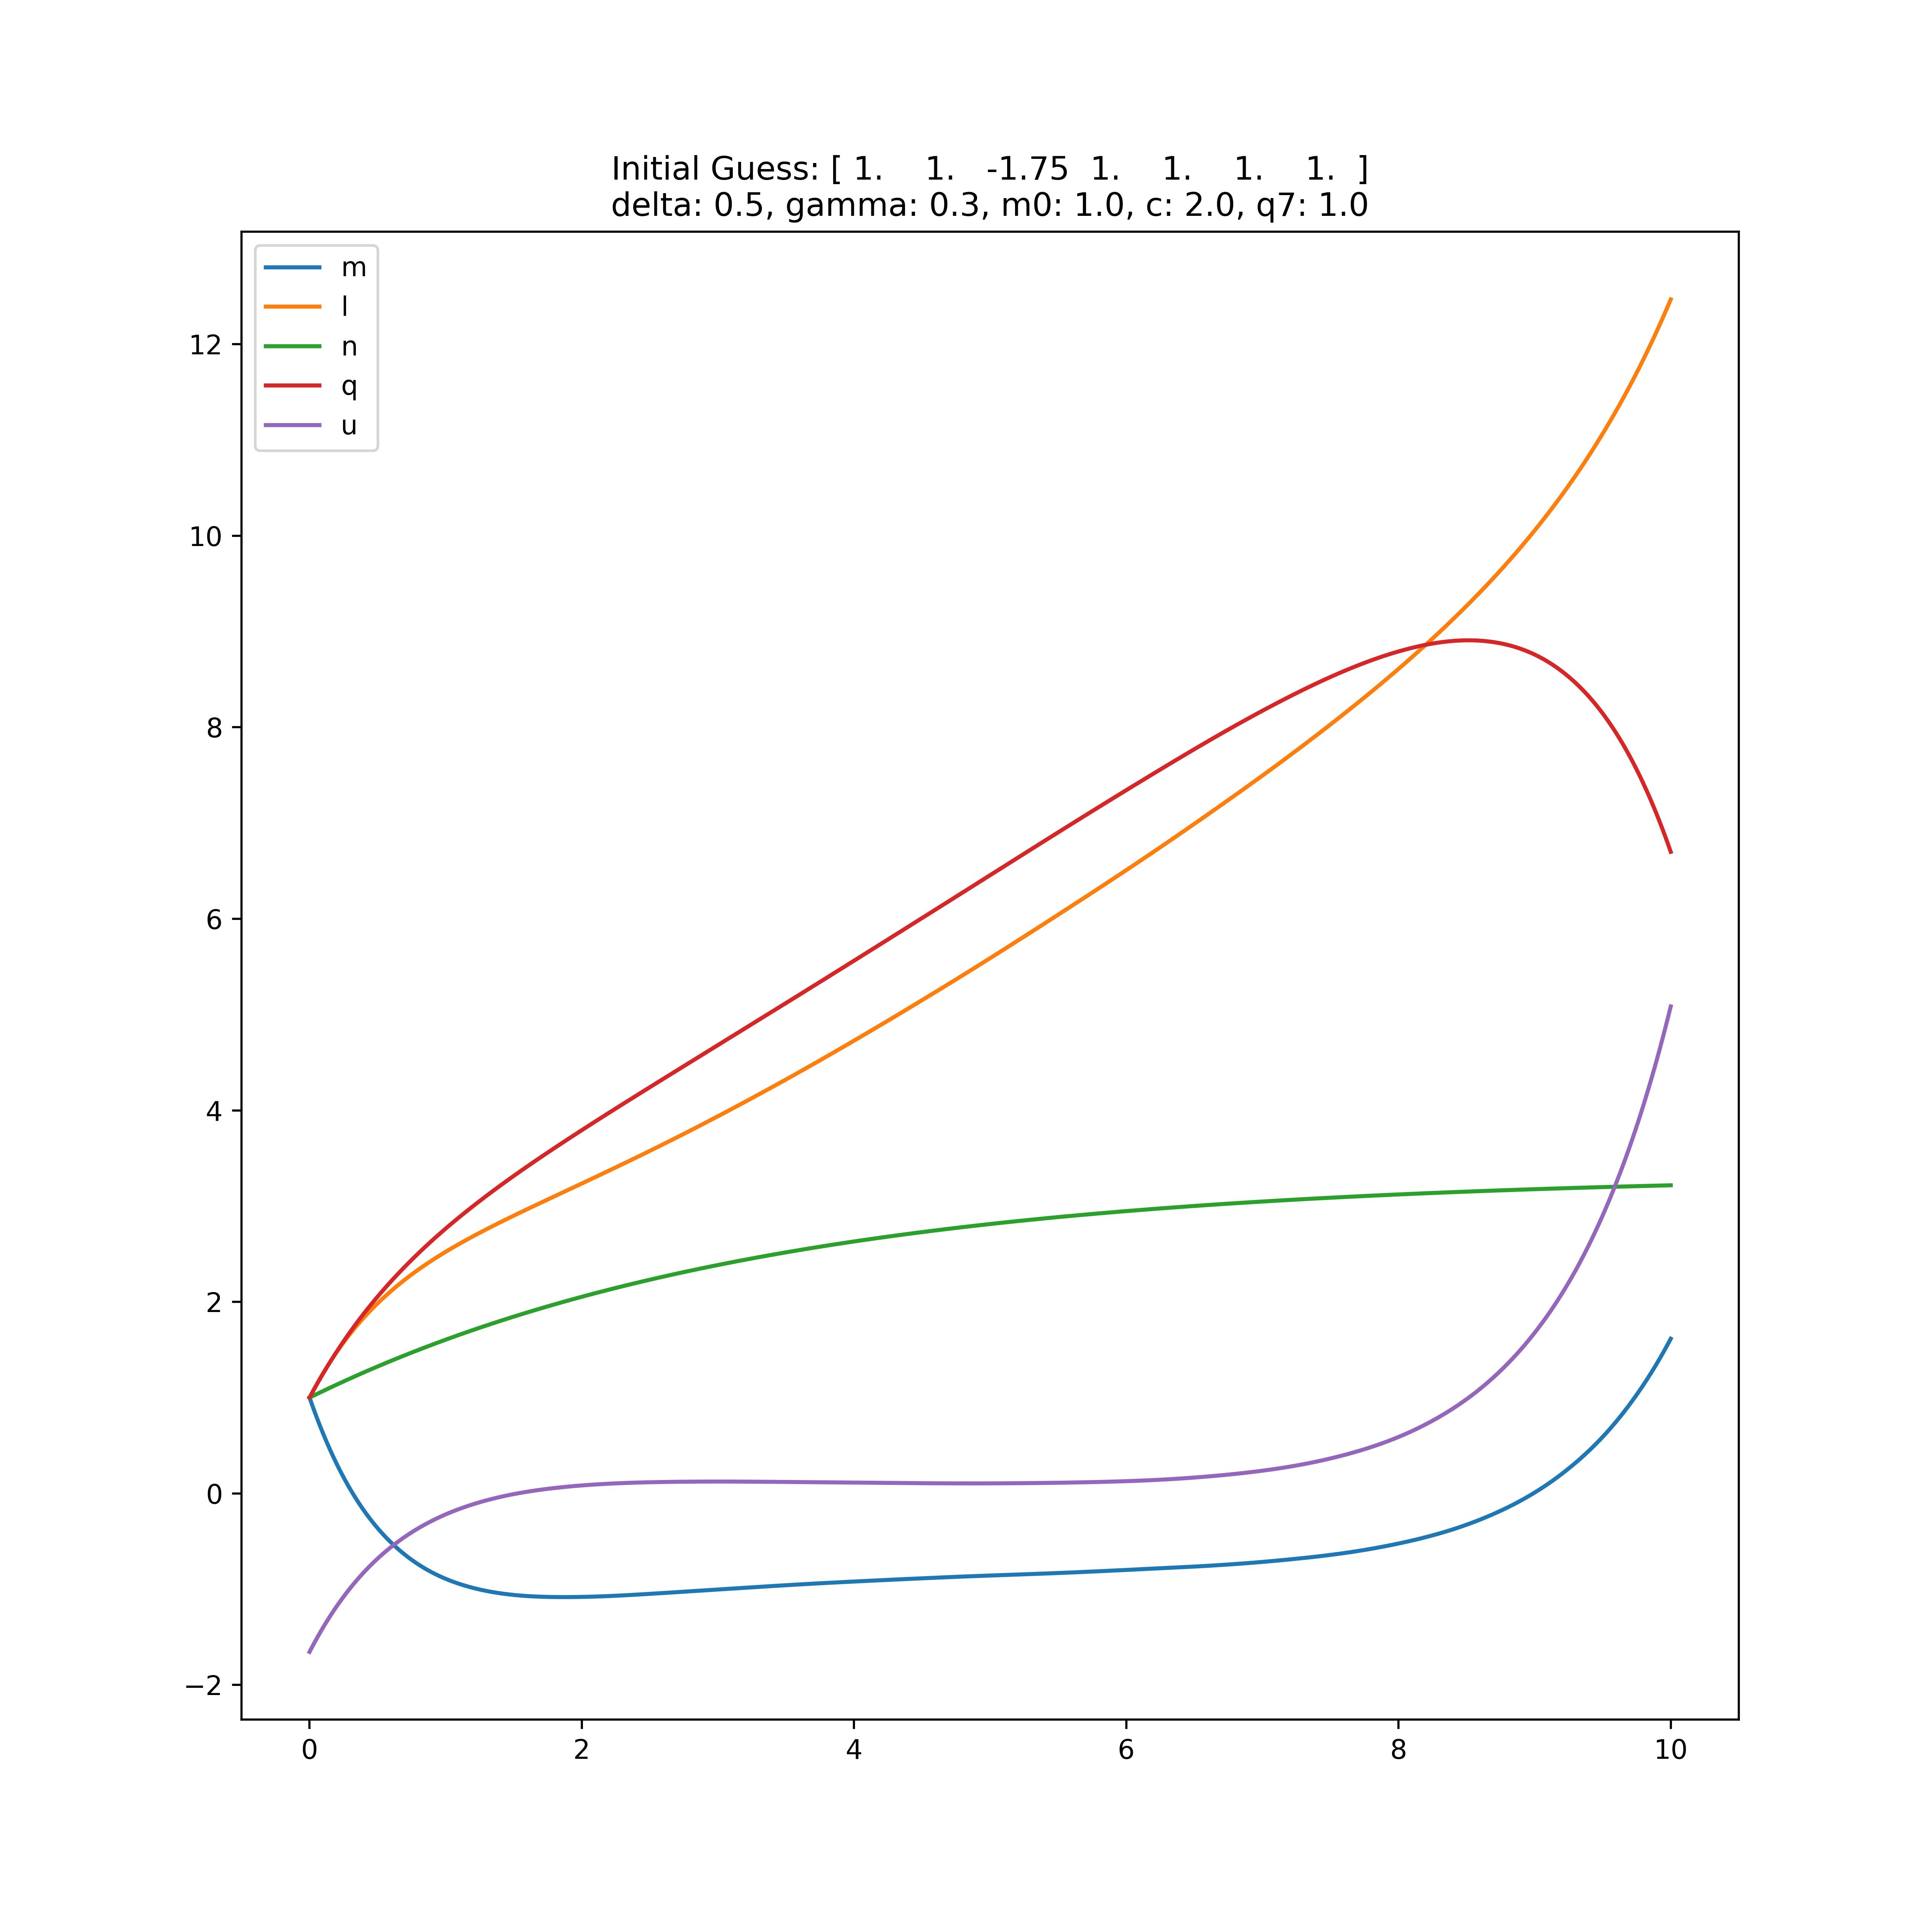 Initial Guess: [ 1.    1.   -1.75  1.    1.    1.    1.  ]
delta: 0.5, gamma: 0.3, m0: 1.0, c: 2.0, q7: 1.0
m
l
n
q
u
12
10
8
6
4
2
0
−2
0 2 4 6 8 10